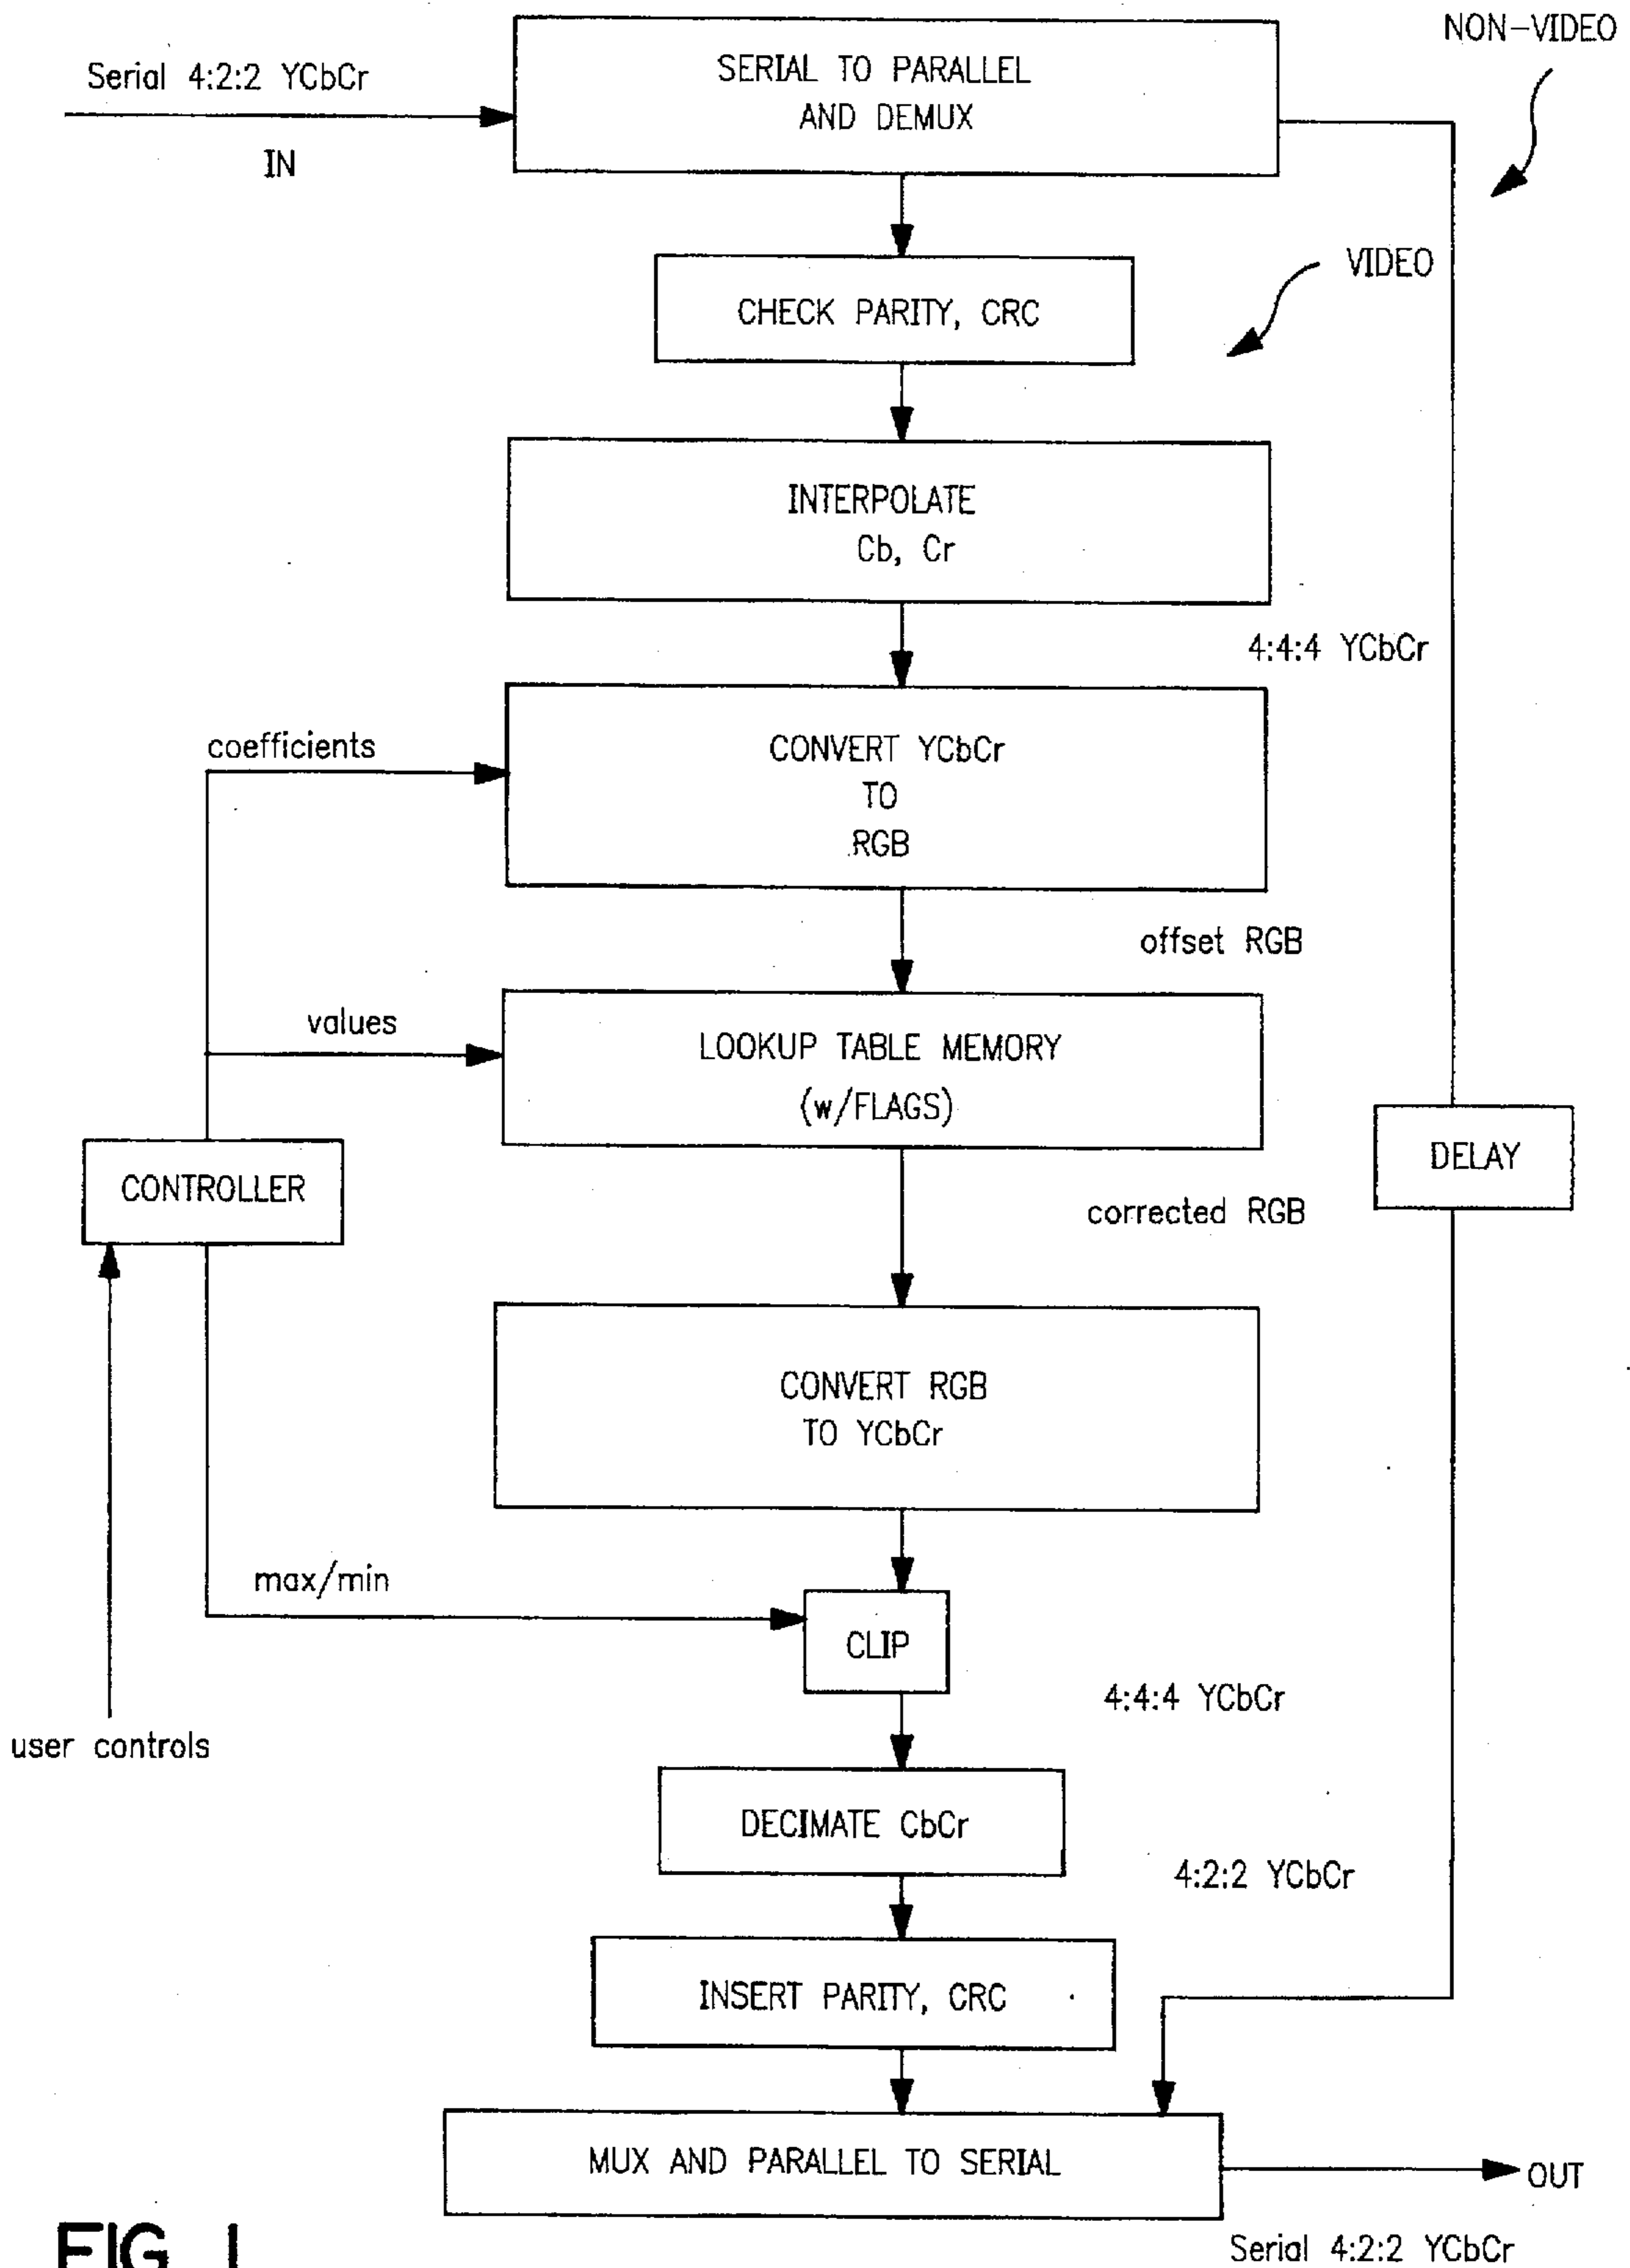 NON-VIDEO
Serial 4:2:2 YCbCr
IN
SERIAL TO PARALLEL
AND DEMUX
VIDEO
CHECK PARITY, CRC
INTERPOLATE
Cb, Cr
4:4:4 YCbCr
coefficients
CONVERT YCbCr
TO
RGB
offset RGB
values
LOOKUP TABLE MEMORY
(w/FLAGS)
DELAY
CONTROLLER
corrected RGB
CONVERT RGB
TO YCbCr
max/min
CLIP
4:4:4 YCbCr
user controls
DECIMATE CbCr
4:2:2 YCbCr
INSERT PARITY, CRC
MUX AND PARALLEL TO SERIAL
OUT
Serial 4:2:2 YCbCr
FIG. 1